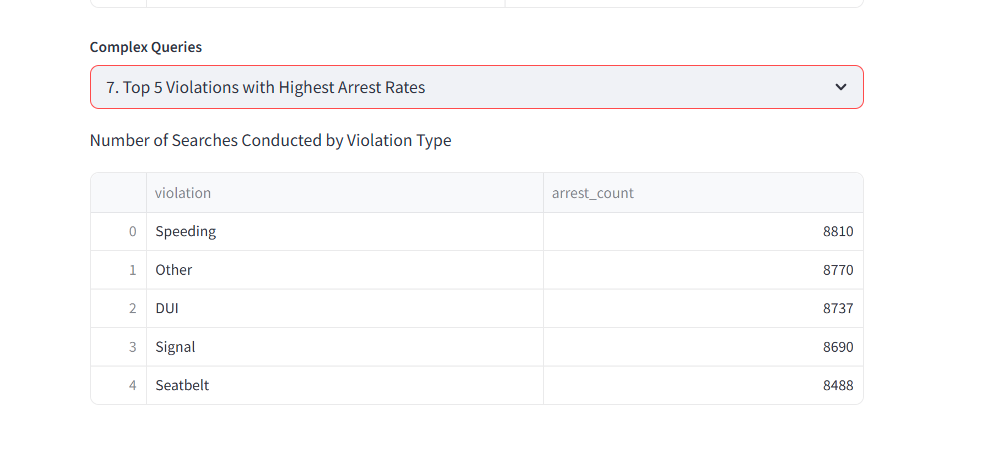 Complex Queries
7. Top 5 Violations with Highest Arrest Rates
Number of Searches Conducted by Violation Type
violation arrest_count
0 Speeding 8810
1 Other 8770
2 DUI 8737
3 Signal 8690
4 Seatbelt 8488